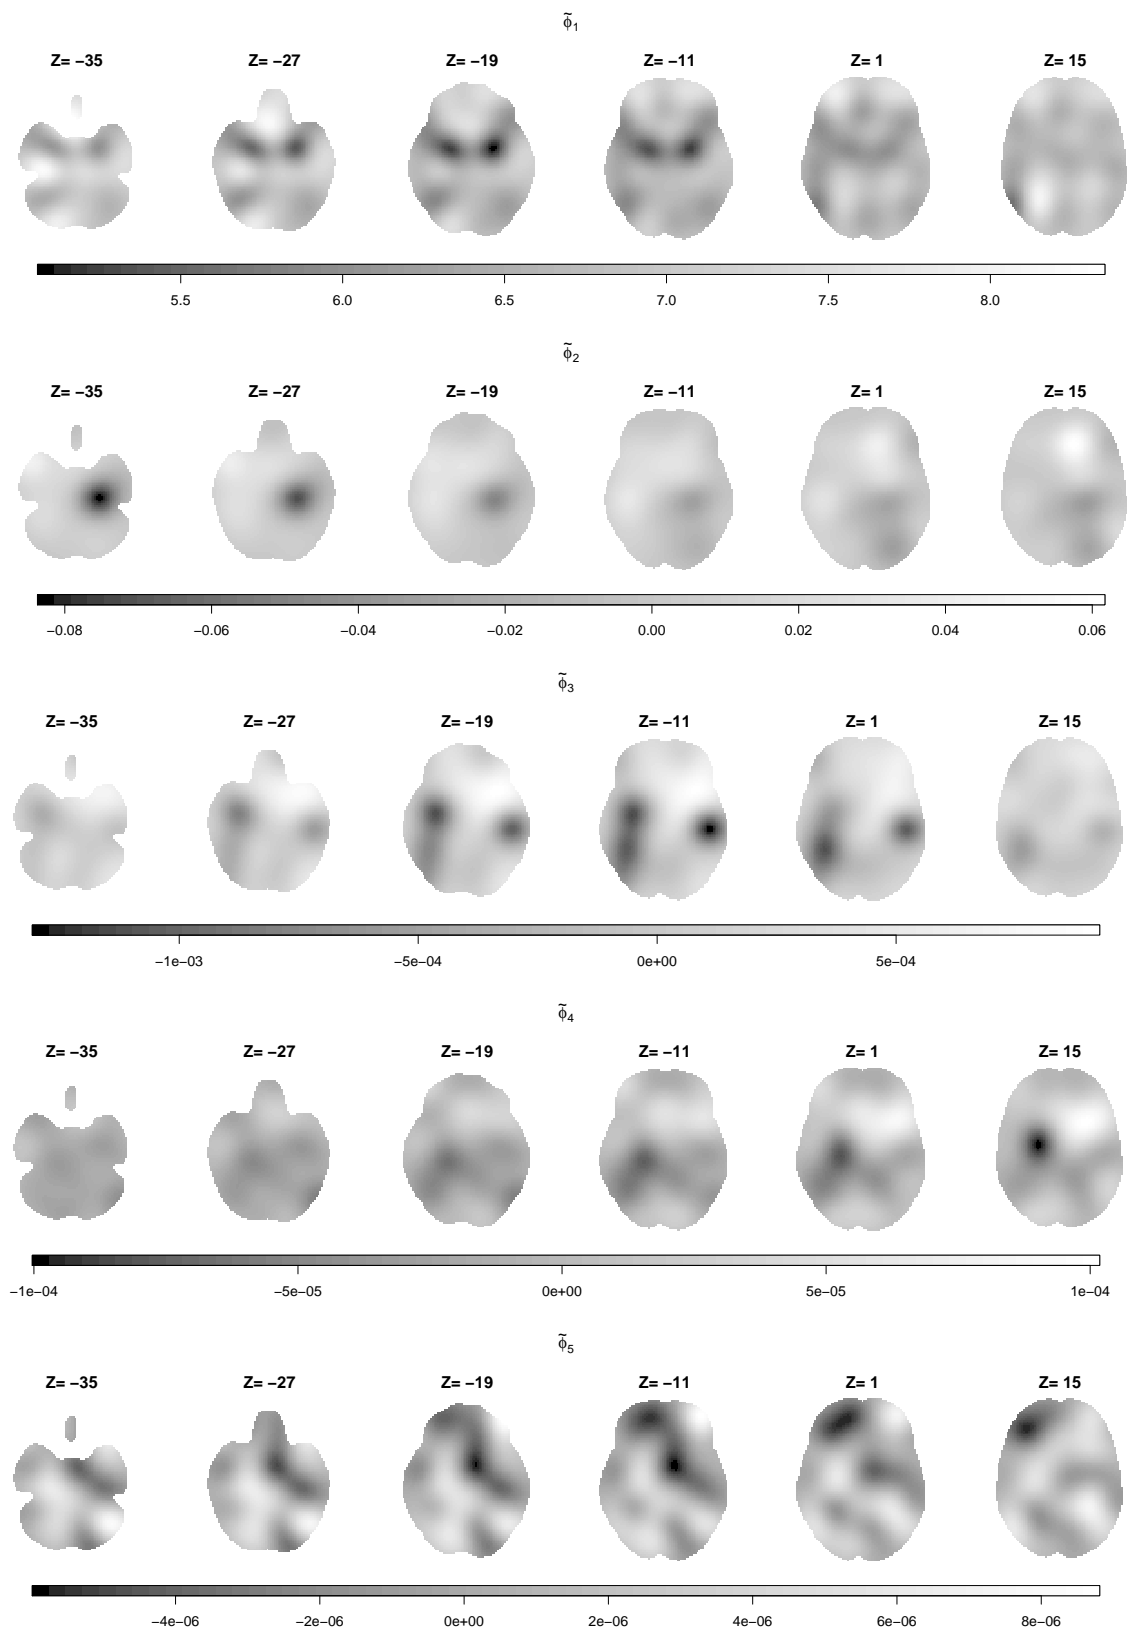 ϕ̃₁
Z= −35 Z= −27 Z= −19 Z= −11 Z= 1 Z= 15
5.5 6.0 6.5 7.0 7.5 8.0
ϕ̃₂
Z= −35 Z= −27 Z= −19 Z= −11 Z= 1 Z= 15
−0.08 −0.06 −0.04 −0.02 0.00 0.02 0.04 0.06
ϕ̃₃
Z= −35 Z= −27 Z= −19 Z= −11 Z= 1 Z= 15
−1e−03 −5e−04 0e+00 5e−04
ϕ̃₄
Z= −35 Z= −27 Z= −19 Z= −11 Z= 1 Z= 15
−1e−04 −5e−05 0e+00 5e−05 1e−04
ϕ̃₅
Z= −35 Z= −27 Z= −19 Z= −11 Z= 1 Z= 15
−4e−06 −2e−06 0e+00 2e−06 4e−06 6e−06 8e−06